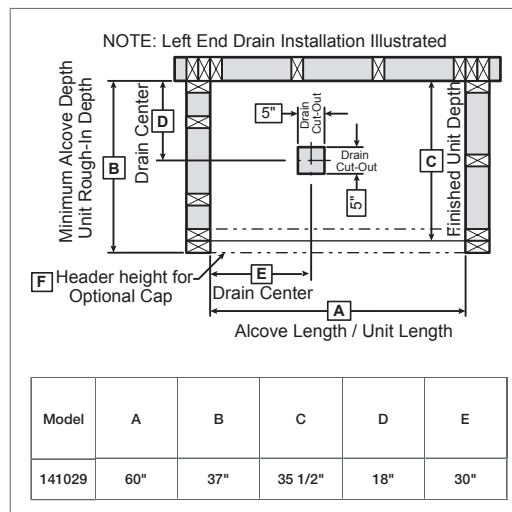 NOTE: Left End Drain Installation Illustrated
Minimum Alcove Depth
Unit Rough-In Depth
B
Drain Center
D
5"
Drain
Cut-Out
Drain
Cut-Out
5"
C
Finished Unit Depth
F Header height for
Optional Cap
E
Drain Center
A
Alcove Length / Unit Length
Model A B C D E
141029 60" 37" 35 1/2" 18" 30"